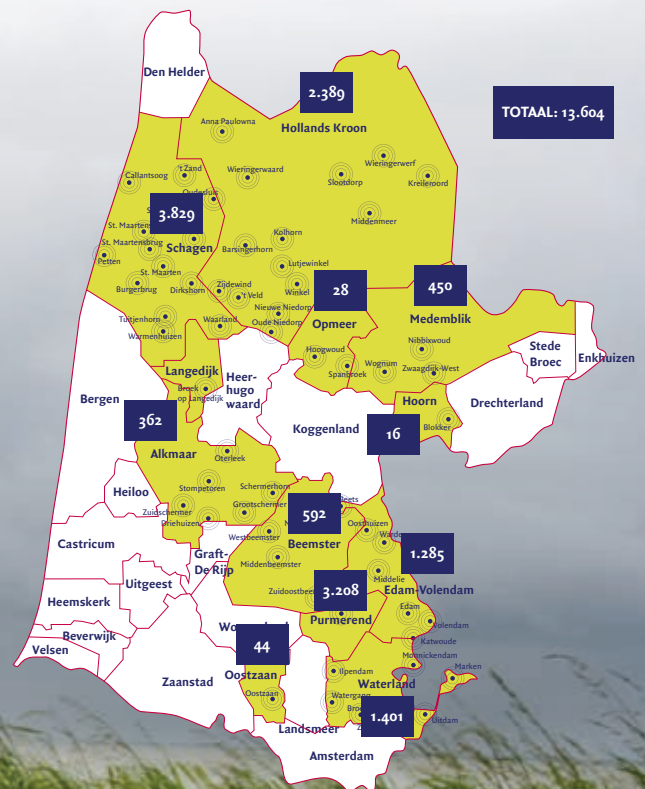 Den Helder
2.389
Hollands Kroon
TOTAAL: 13.604
Anna Paulowna
Callantsoog
't Zand
Oudesluis
Wieringerwaard
Slootdorp
Wieringerwerf
Kreileroord
Middenmeer
3.829
Schagen
St. Maartensbrug
Petten
St. Maarten
Burgerbrug
Dirkshorn
Kolhorn
Barsingerhorn
Lutjewinkel
Winkel
Zijdewind
't Veld
Nieuwe Niedorp
Oude Niedorp
Waarland
Tuitjenhorn
Warmenhuizen
28
Opmeer
450
Medemblik
Hoogwoud
Spanbroek
Wognum
Nibbixwoud
Zwaagdijk-West
Stede
Broec
Enkhuizen
Drechterland
Hoorn
Blokker
16
Koggenland
Langedijk
Broek
op Langedijk
Heer-
hugo
waard
Bergen
362
Alkmaar
Oterleek
Stompetoren
Schermerhorn
Grootschermer
Zuidschermer
Driehuizen
Heiloo
Castricum
Uitgeest
Heemskerk
Beverwijk
Velsen
Graft-
De Rijp
592
Beemster
Westbeemster
Middenbeemster
Oosthuizen
1.285
Edam-Volendam
Middelie
Edam
Volendam
3.208
Purmerend
Katwoude
Monnickendam
Marken
44
Oostzaan
Oostzaan
Zaanstad
Ilpendam
Waterland
Watergang
1.401
Uitdam
Landsmeer
Amsterdam